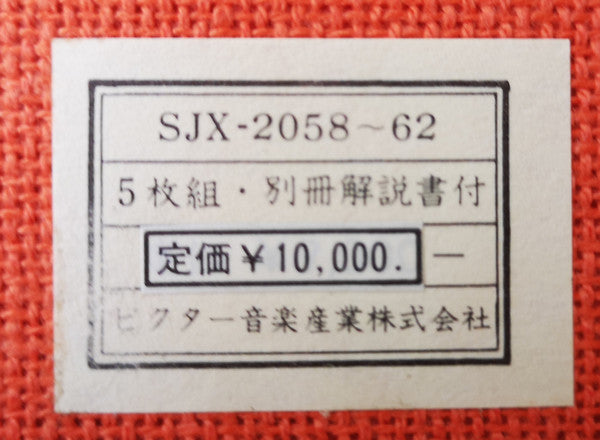 SJX-2058～62
5枚組・別冊解説書付
定価¥10,000. —
ビクター音楽産業株式会社